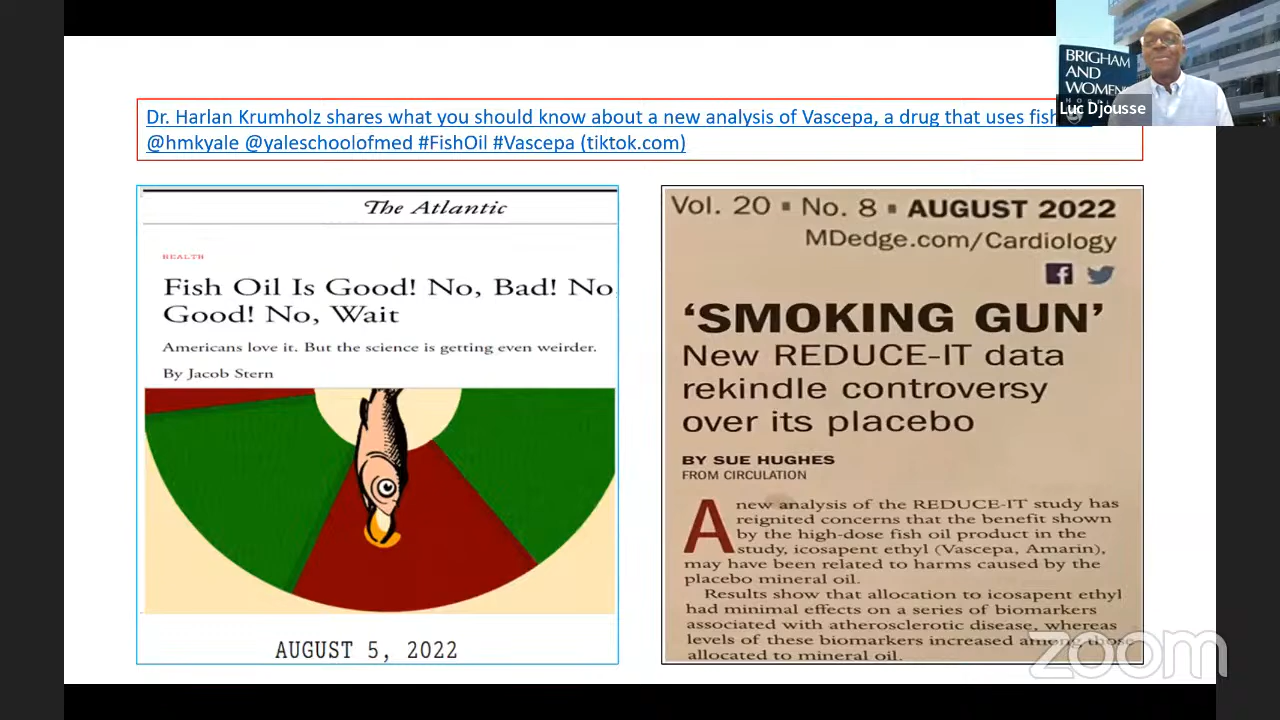 Dr. Harlan Krumholz shares what you should know about a new analysis of Vascepa, a drug that uses fish
@hmkyale @yaleschoolofmed #FishOil #Vascepa (tiktok.com)
BRIGHAM
AND
WOMEN'S
Luc Djousse
The Atlantic
HEALTH
Fish Oil Is Good! No, Bad! No,
Good! No, Wait
Americans love it. But the science is getting even weirder.
By Jacob Stern
AUGUST 5, 2022
Vol. 20 ▪ No. 8 ▪ AUGUST 2022
MDedge.com/Cardiology
‘SMOKING GUN’
New REDUCE-IT data
rekindle controversy
over its placebo
BY SUE HUGHES
FROM CIRCULATION
A new analysis of the REDUCE-IT study has
reignited concerns that the benefit shown
by the high-dose fish oil product in the
study, icosapent ethyl (Vascepa, Amarin),
may have been related to harms caused by the
placebo mineral oil.
Results show that allocation to icosapent ethyl
had minimal effects on a series of biomarkers
associated with atherosclerotic disease, whereas
levels of these biomarkers increased among those
allocated to mineral oil.
zoom